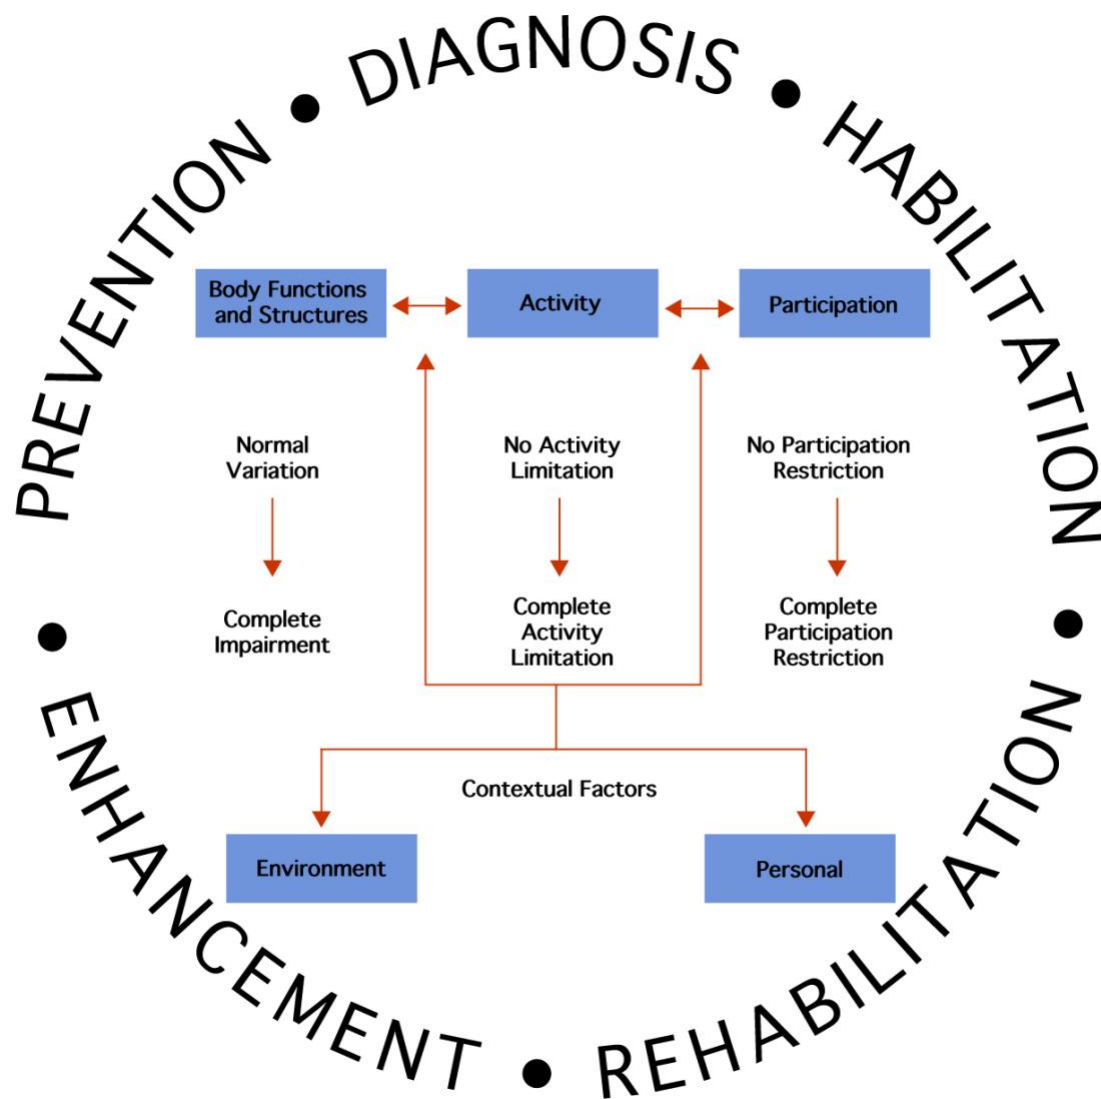 PREVENTION • DIAGNOSIS • HABILITATION • REHABILITATION • ENHANCEMENT •
Body Functions
and Structures
Activity
Participation
Normal
Variation
No Activity
Limitation
No Participation
Restriction
Complete
Impairment
Complete
Activity
Limitation
Complete
Participation
Restriction
Contextual Factors
Environment
Personal